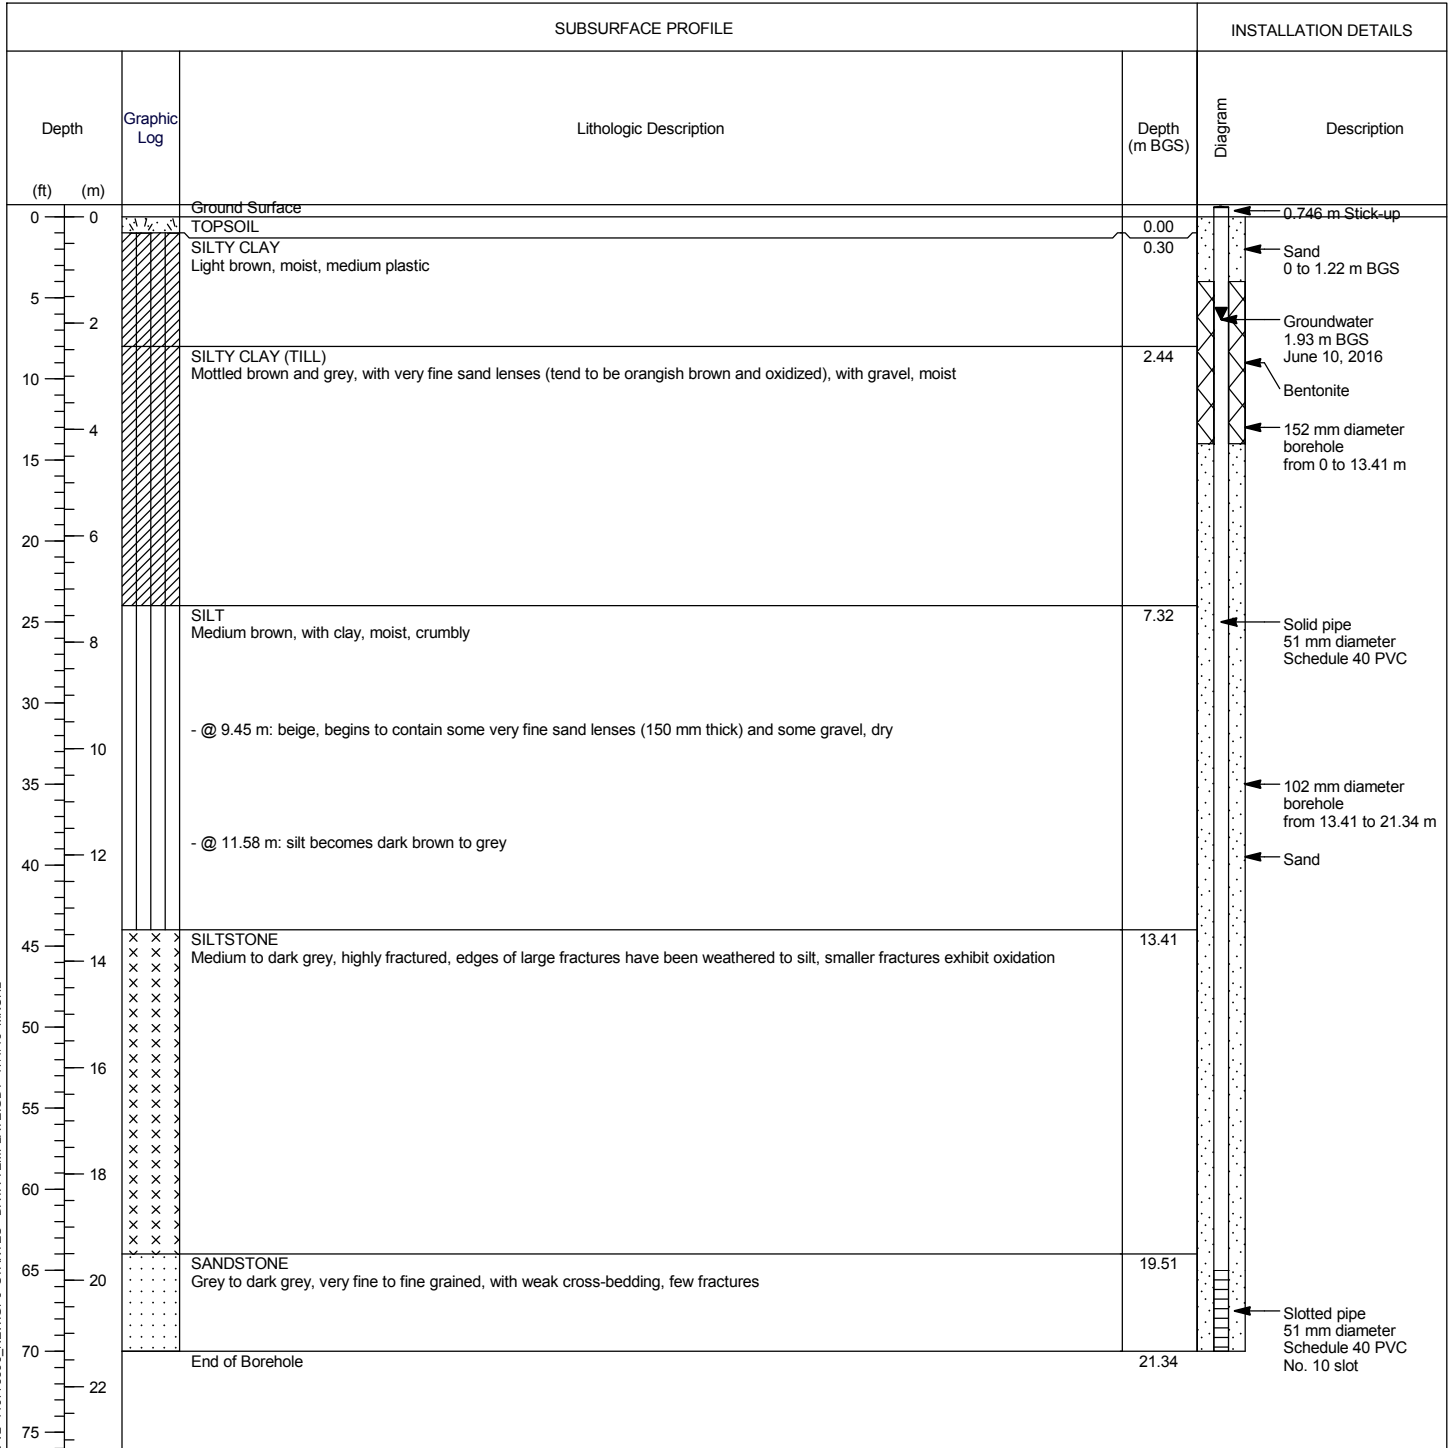 SUBSURFACE PROFILE
INSTALLATION DETAILS
Depth
Graphic
Log
Lithologic Description
Depth
(m BGS)
Diagram
Description
(ft) (m)
Ground Surface
0 0
TOPSOIL
0.00
0.746 m Stick-up
SILTY CLAY
0.30
Light brown, moist, medium plastic
Sand
0 to 1.22 m BGS
5
2
Groundwater
1.93 m BGS
June 10, 2016
SILTY CLAY (TILL)
2.44
Mottled brown and grey, with very fine sand lenses (tend to be orangish brown and oxidized), with gravel, moist
10
Bentonite
4
152 mm diameter
borehole
from 0 to 13.41 m
15
6
20
SILT
7.32
Medium brown, with clay, moist, crumbly
25
8
Solid pipe
51 mm diameter
Schedule 40 PVC
30
- @ 9.45 m: beige, begins to contain some very fine sand lenses (150 mm thick) and some gravel, dry
10
35
102 mm diameter
borehole
from 13.41 to 21.34 m
- @ 11.58 m: silt becomes dark brown to grey
12
40
Sand
SILTSTONE
13.41
45
Medium to dark grey, highly fractured, edges of large fractures have been weathered to silt, smaller fractures exhibit oxidation
14
50
16
55
18
60
SANDSTONE
19.51
65
20
Grey to dark grey, very fine to fine grained, with weak cross-bedding, few fractures
Slotted pipe
51 mm diameter
Schedule 40 PVC
No. 10 slot
70
End of Borehole
21.34
22
75